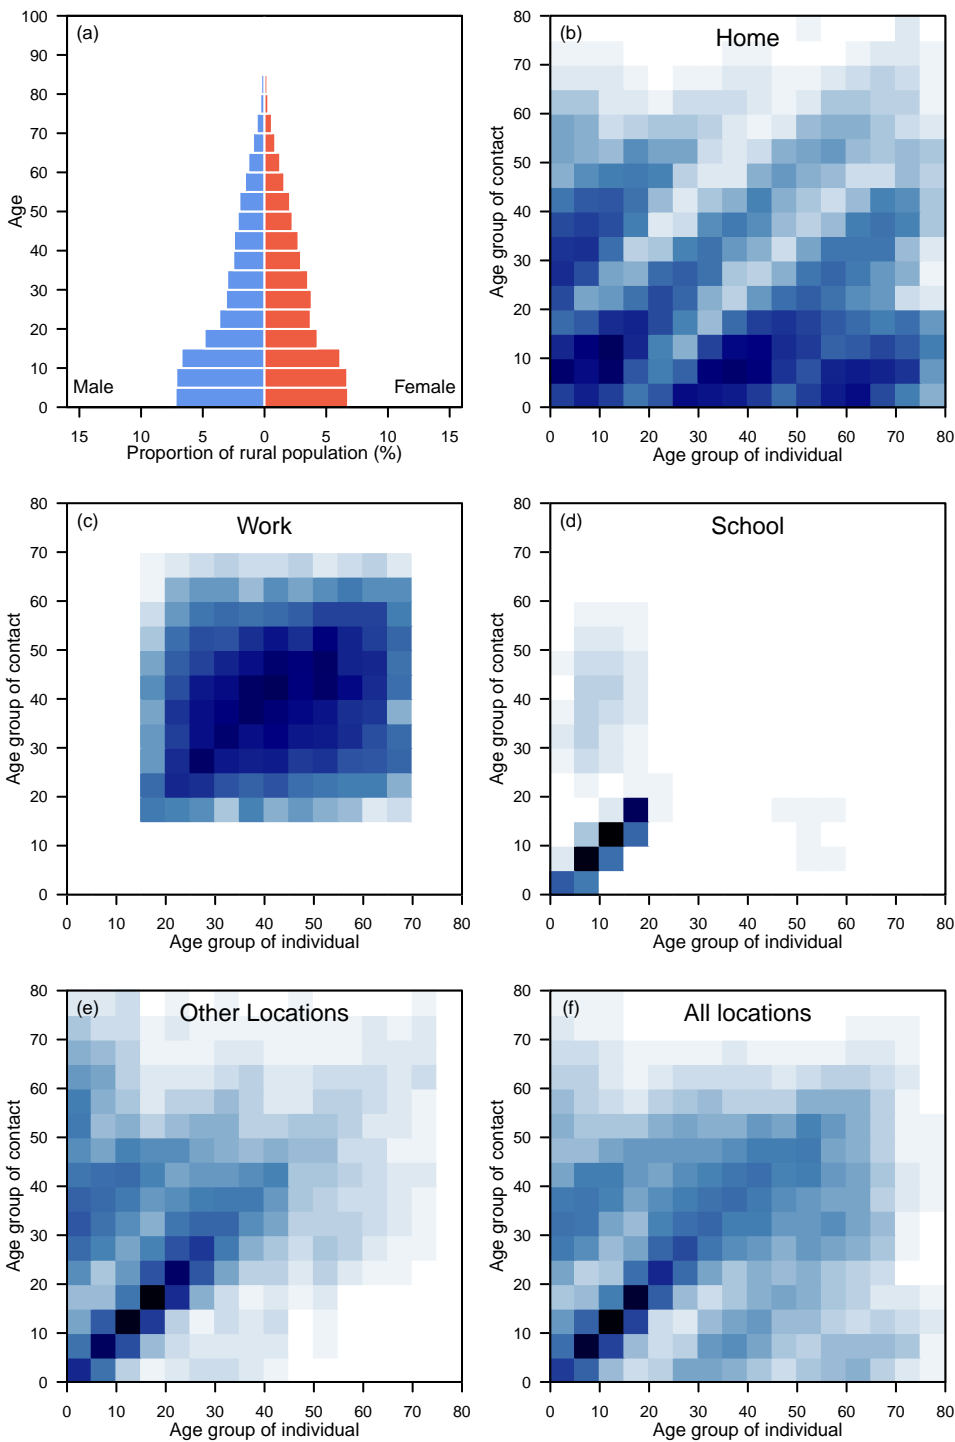 (a)
100
90
80
70
60
50
40
30
20
10
0
Age
Male
Female
15 10 5 0 5 10 15
Proportion of rural population (%)
(b)
Home
80
70
60
50
40
30
20
10
0
Age group of contact
0 10 20 30 40 50 60 70 80
Age group of individual
(c)
Work
80
70
60
50
40
30
20
10
0
Age group of contact
0 10 20 30 40 50 60 70 80
Age group of individual
(d)
School
80
70
60
50
40
30
20
10
0
Age group of contact
0 10 20 30 40 50 60 70 80
Age group of individual
(e)
Other Locations
80
70
60
50
40
30
20
10
0
Age group of contact
0 10 20 30 40 50 60 70 80
Age group of individual
(f)
All locations
80
70
60
50
40
30
20
10
0
Age group of contact
0 10 20 30 40 50 60 70 80
Age group of individual